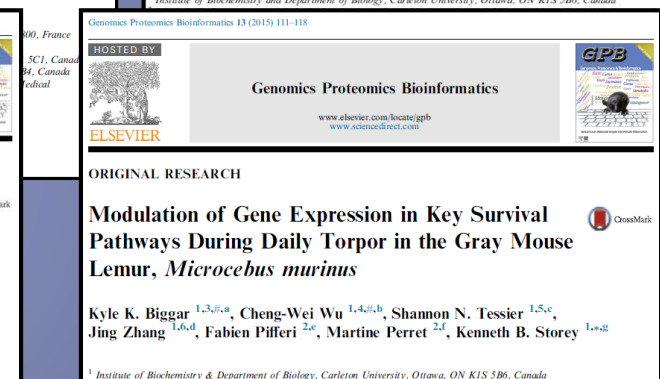 Institute of Biochemistry and Department of Biology, Carleton University, Ottawa, ON K1S 5B6, Canada
800, France
5C1, Canad
B4, Canada
Medical
ark
Genomics Proteomics Bioinformatics 13 (2015) 111–118
HOSTED BY
ELSEVIER
Genomics Proteomics Bioinformatics
www.elsevier.com/locate/gpb
www.sciencedirect.com
GPB
ORIGINAL RESEARCH
Modulation of Gene Expression in Key Survival
Pathways During Daily Torpor in the Gray Mouse
Lemur, Microcebus murinus
CrossMark
Kyle K. Biggar 1,3,#,a, Cheng-Wei Wu 1,4,#,b, Shannon N. Tessier 1,5,c,
Jing Zhang 1,6,d, Fabien Pifferi 2,e, Martine Perret 2,f, Kenneth B. Storey 1,*,g
1 Institute of Biochemistry & Department of Biology, Carleton University, Ottawa, ON K1S 5B6, Canada